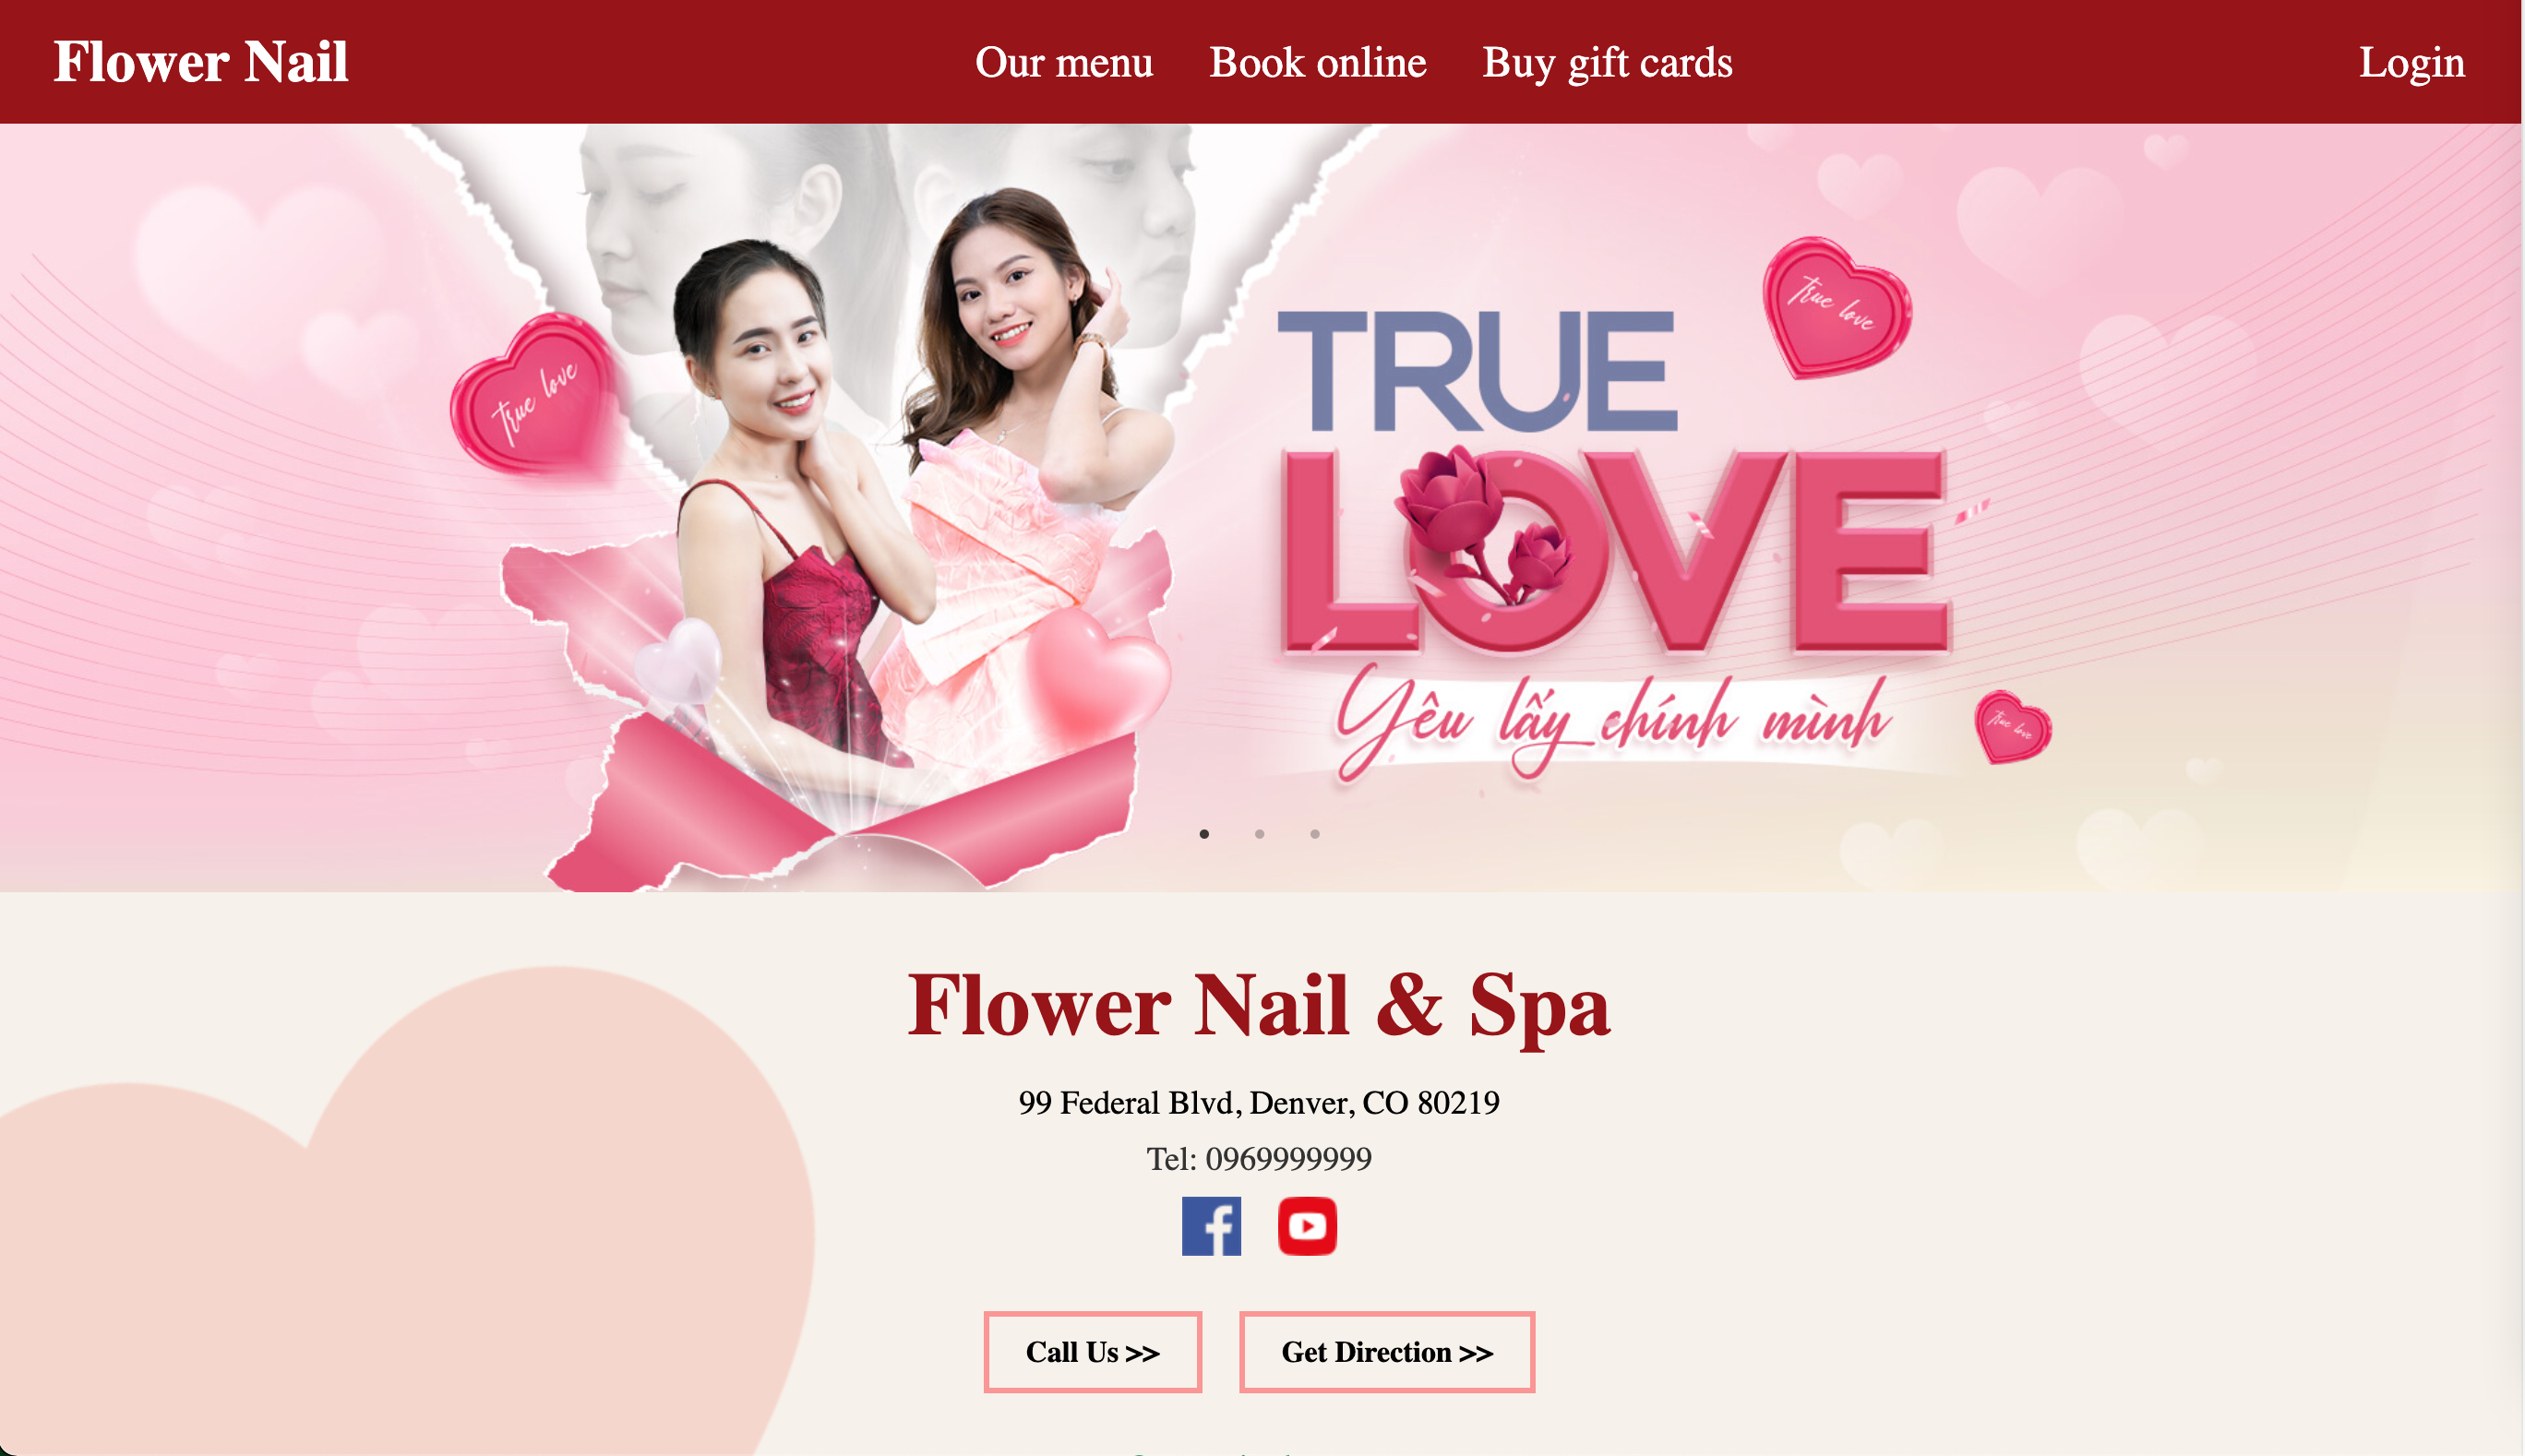 Flower Nail
Our menu
Book online
Buy gift cards
Login
true love
true love
TRUE
LOVE
Yêu lấy chính mình
true love
Flower Nail & Spa
99 Federal Blvd, Denver, CO 80219
Tel: 0969999999
Call Us >>
Get Direction >>